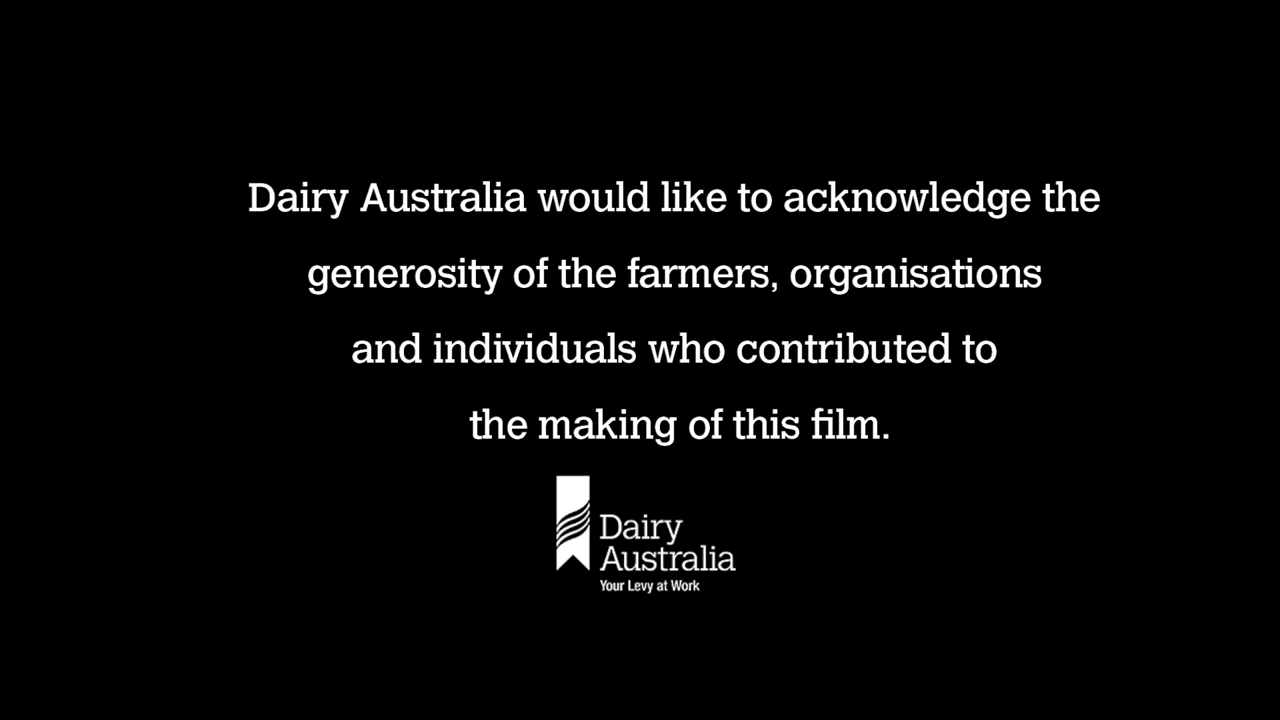 Dairy Australia would like to acknowledge the
generosity of the farmers, organisations
and individuals who contributed to
the making of this film.
Dairy
Australia
Your Levy at Work